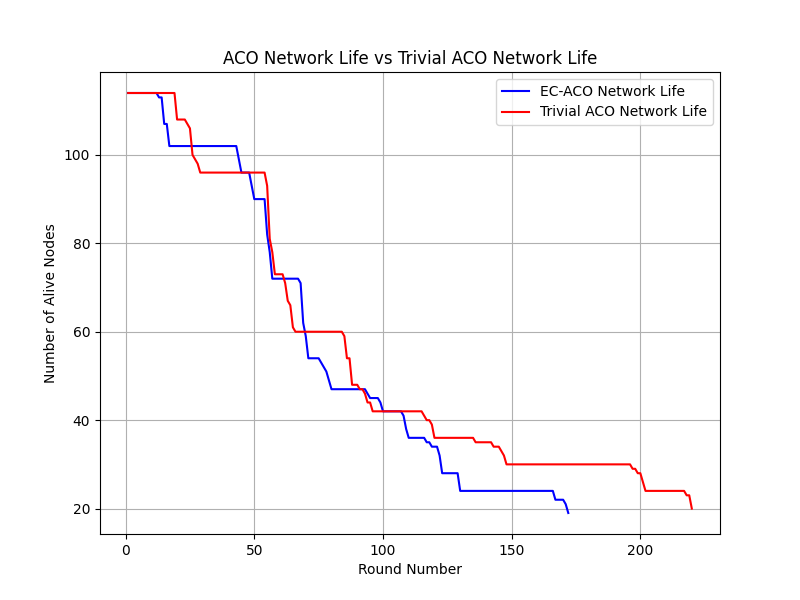 ACO Network Life vs Trivial ACO Network Life
EC-ACO Network Life
Trivial ACO Network Life
Number of Alive Nodes
100
80
60
40
20
0
50
100
150
200
Round Number